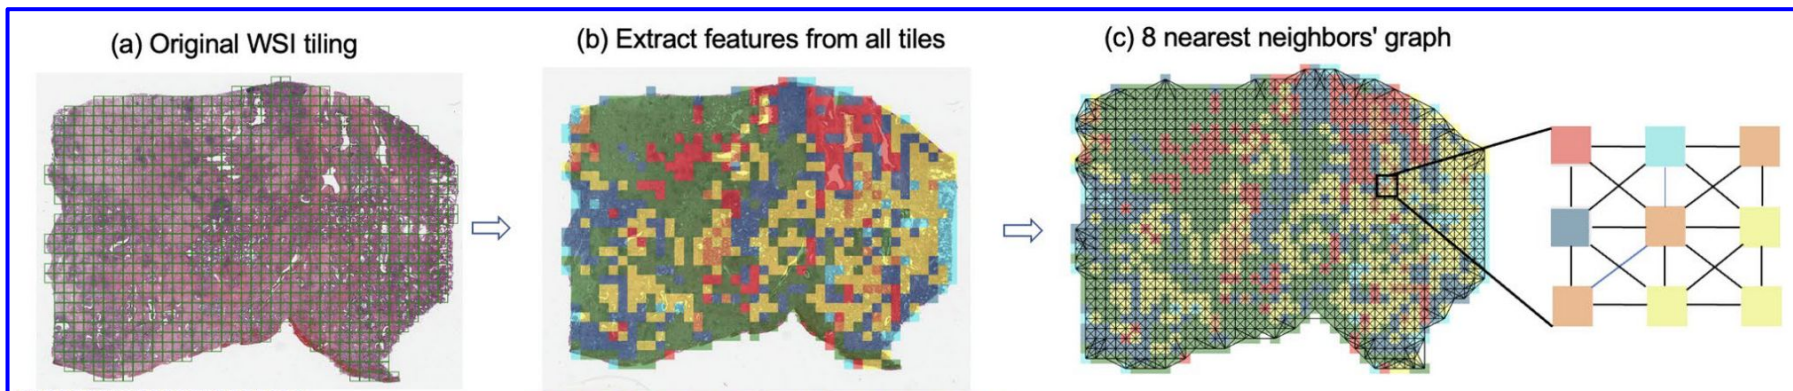 (a) Original WSI tiling
(b) Extract features from all tiles
(c) 8 nearest neighbors' graph